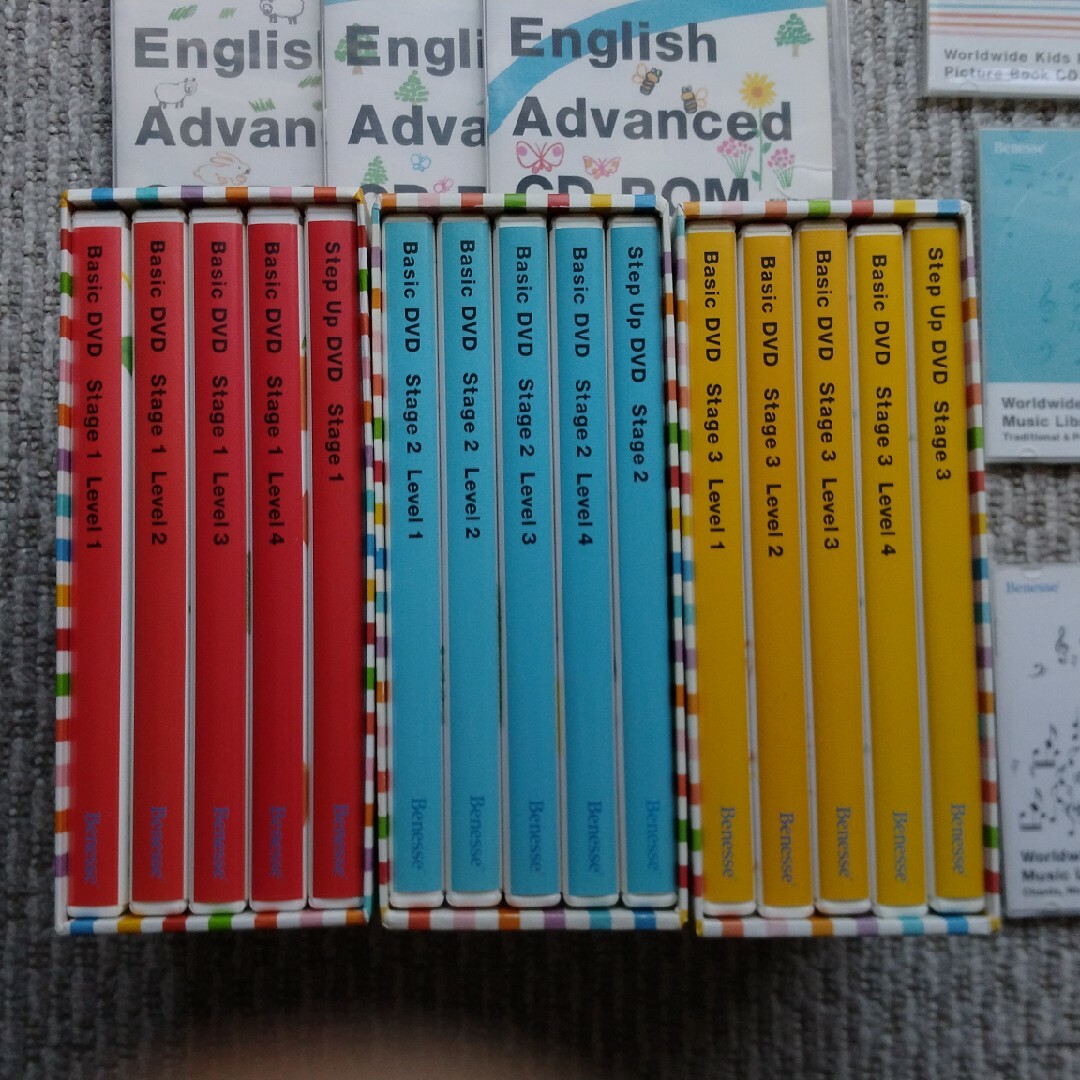 English
Advan
Engli
Adva
English
Advanced
CD-ROM
Worldwide Kids
Picture Book CD
Benesse
Worldwide
Music Lib
Traditional & P
Benesse
Worldw
Music L
Basic DVD Stage 1 Level 1
Benesse
Basic DVD Stage 1 Level 2
Benesse
Basic DVD Stage 1 Level 3
Benesse
Basic DVD Stage 1 Level 4
Benesse
Step Up DVD Stage 1
Benesse
Basic DVD Stage 2 Level 1
Benesse
Basic DVD Stage 2 Level 2
Benesse
Basic DVD Stage 2 Level 3
Benesse
Basic DVD Stage 2 Level 4
Benesse
Step Up DVD Stage 2
Benesse
Basic DVD Stage 3 Level 1
Benesse
Basic DVD Stage 3 Level 2
Benesse
Basic DVD Stage 3 Level 3
Benesse
Basic DVD Stage 3 Level 4
Benesse
Step Up DVD Stage 3
Benesse